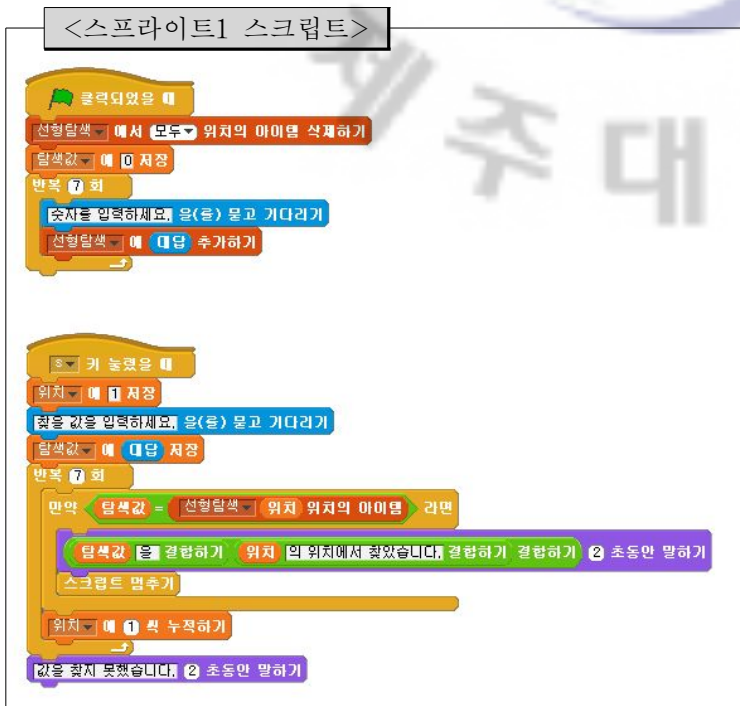 <스프라이트1 스크립트>
클릭되었을 때
선형탐색 에서 모두 위치의 아이템 삭제하기
탐색값 에 0 저장
반복 7 회
숫자를 입력하세요. 을(를) 묻고 기다리기
선형탐색 에 대답 추가하기
s 키 눌렸을 때
위치 에 1 저장
찾을 값을 입력하세요. 을(를) 묻고 기다리기
탐색값 에 대답 저장
반복 7 회
만약 탐색값 = 선형탐색 위치 위치의 아이템 라면
탐색값 을 결합하기 위치 의 위치에서 찾았습니다. 결합하기 결합하기 2 초동안 말하기
스크립트 멈추기
위치 에 1 씩 누적하기
값을 찾지 못했습니다. 2 초동안 말하기
제주대